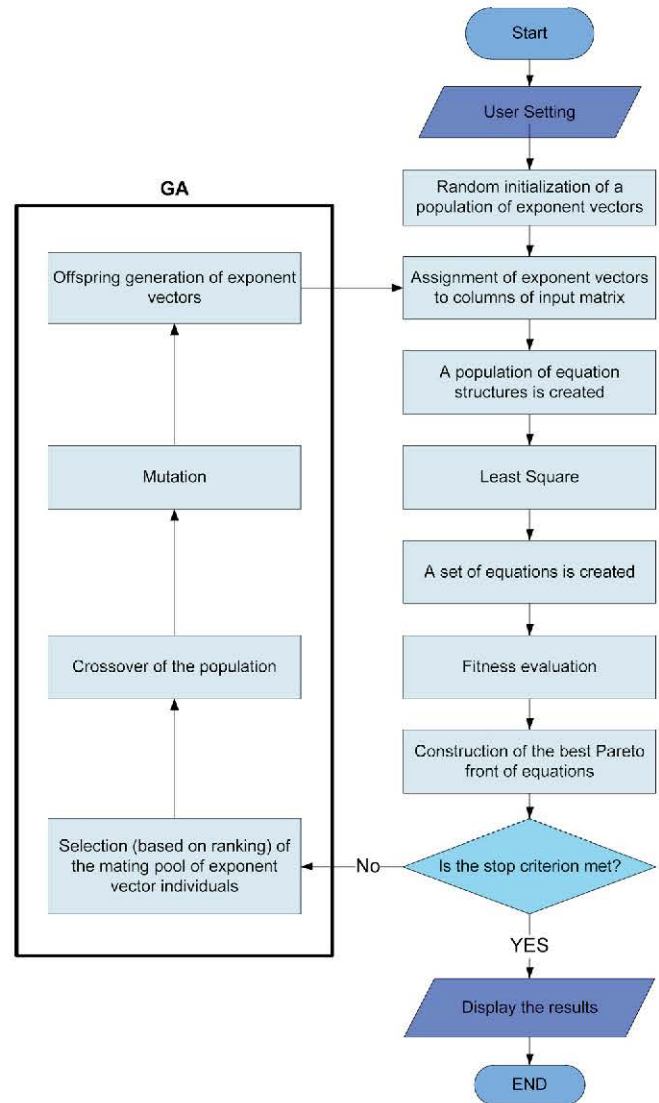 Start
User Setting
Random initialization of a
population of exponent vectors
Assignment of exponent vectors
to columns of input matrix
A population of equation
structures is created
Least Square
A set of equations is created
Fitness evaluation
Construction of the best Pareto
front of equations
Is the stop criterion met?
No
YES
Display the results
END
GA
Offspring generation of exponent
vectors
Mutation
Crossover of the population
Selection (based on ranking) of
the mating pool of exponent
vector individuals